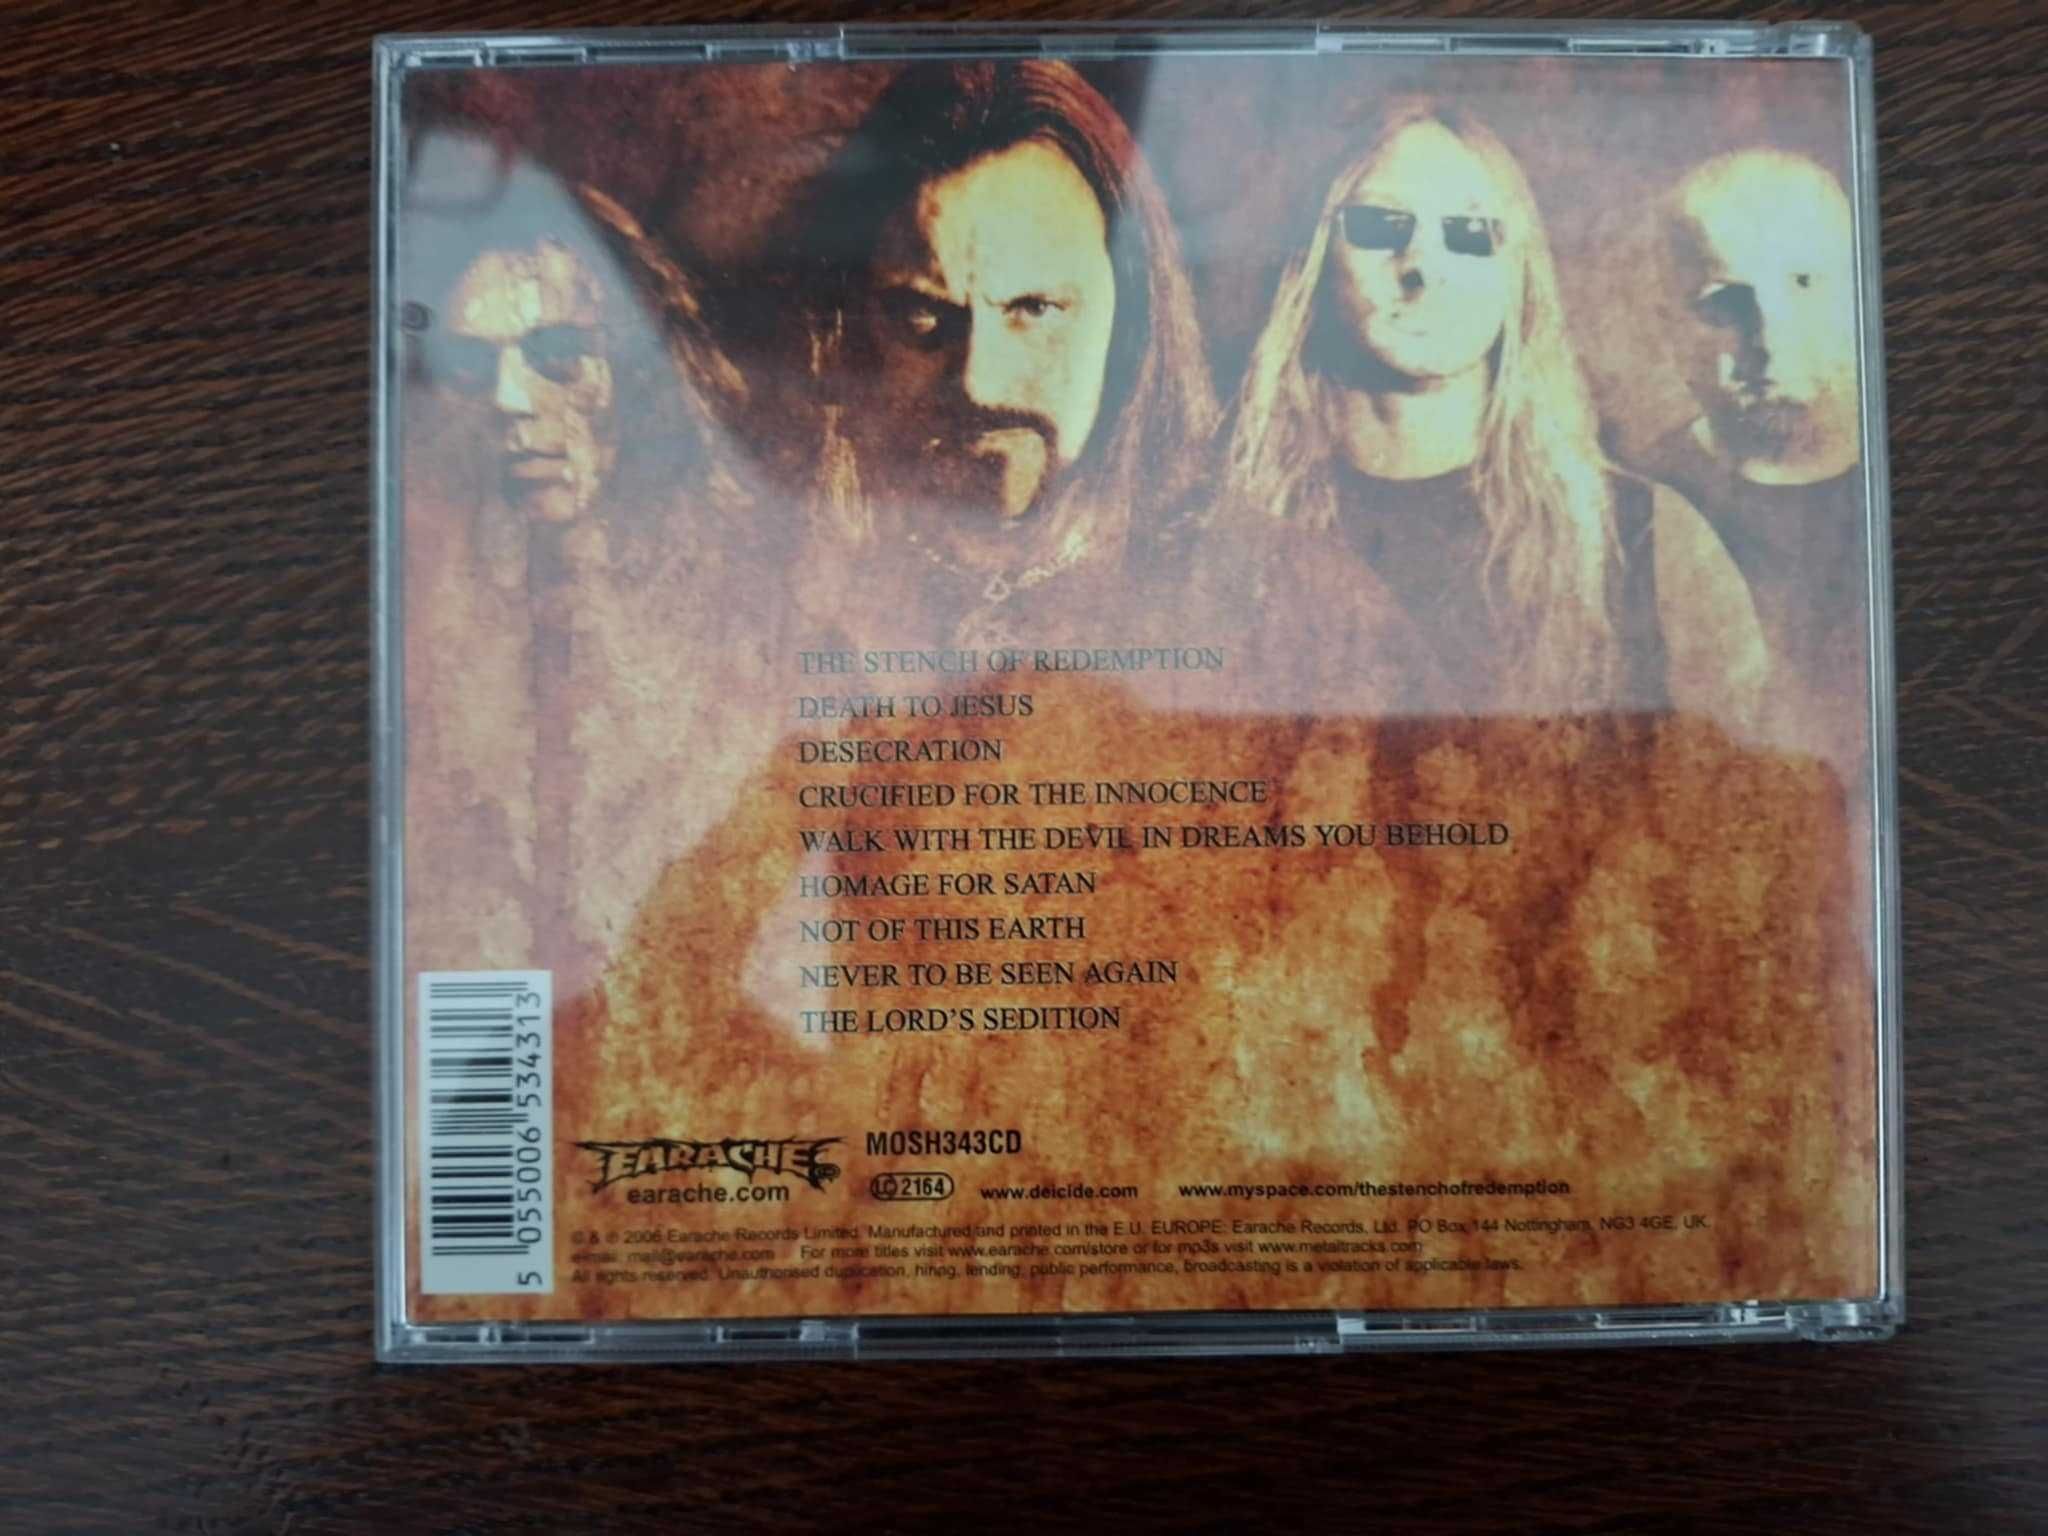 THE STENCH OF REDEMPTION
DEATH TO JESUS
DESECRATION
CRUCIFIED FOR THE INNOCENCE
WALK WITH THE DEVIL IN DREAMS YOU BEHOLD
HOMAGE FOR SATAN
NOT OF THIS EARTH
NEVER TO BE SEEN AGAIN
THE LORD'S SEDITION
5 055006 534313
EARACHE
earache.com
MOSH343CD
LC 2164
www.deicide.com
www.myspace.com/thestenchofredemption
© & ℗ 2006 Earache Records Limited. Manufactured and printed in the E.U. EUROPE: Earache Records, Ltd. PO Box 144 Nottingham, NG3 4GE, UK.
e-mail: mail@earache.com For more titles visit www.earache.com/store or for mp3s visit www.metaltracks.com
All rights reserved. Unauthorised duplication, hiring, lending, public performance, broadcasting is a violation of applicable laws.